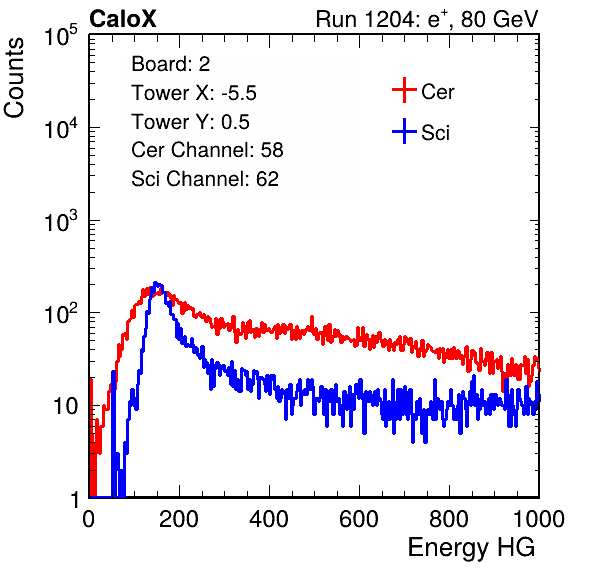 CaloX Run 1204: e⁺, 80 GeV
Counts
Board: 2
Tower X: -5.5
Tower Y: 0.5
Cer Channel: 58
Sci Channel: 62
Cer
Sci
10⁵
10⁴
10³
10²
10
1
0 200 400 600 800 1000
Energy HG